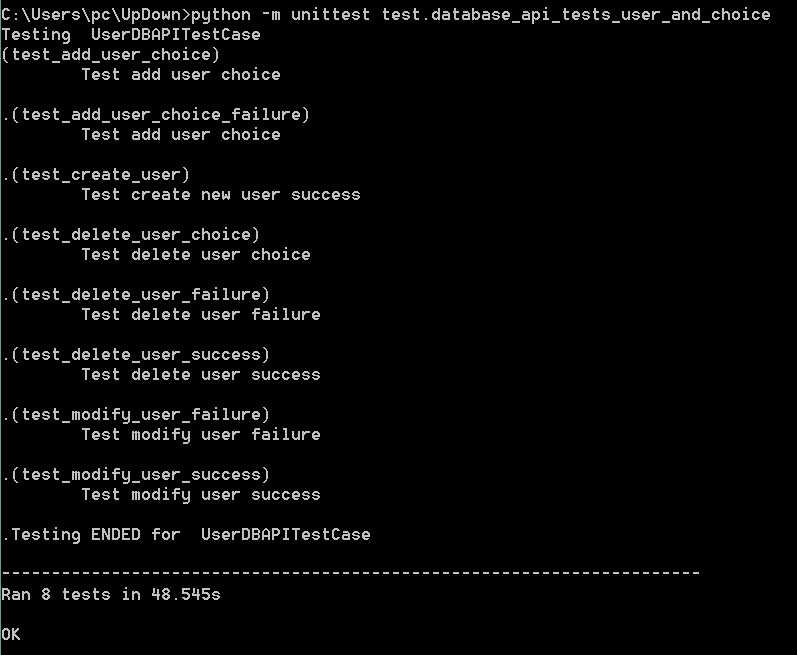 C:\Users\pc\UpDown>python -m unittest test.database_api_tests_user_and_choice
Testing  UserDBAPITestCase
(test_add_user_choice)
        Test add user choice
.(test_add_user_choice_failure)
        Test add user choice
.(test_create_user)
        Test create new user success
.(test_delete_user_choice)
        Test delete user choice
.(test_delete_user_failure)
        Test delete user failure
.(test_delete_user_success)
        Test delete user success
.(test_modify_user_failure)
        Test modify user failure
.(test_modify_user_success)
        Test modify user success
.Testing ENDED for  UserDBAPITestCase
----------------------------------------------------------------------
Ran 8 tests in 48.545s
OK